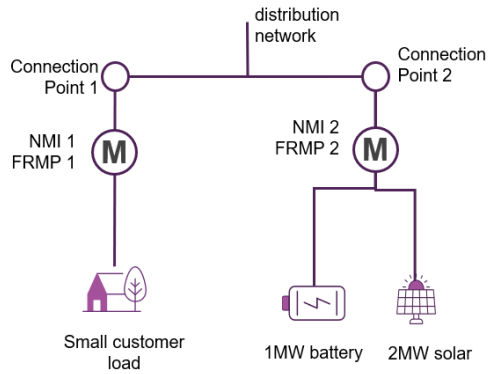 distribution
network
Connection
Point 1
Connection
Point 2
NMI 1
FRMP 1
M
NMI 2
FRMP 2
M
Small customer
load
1MW battery
2MW solar